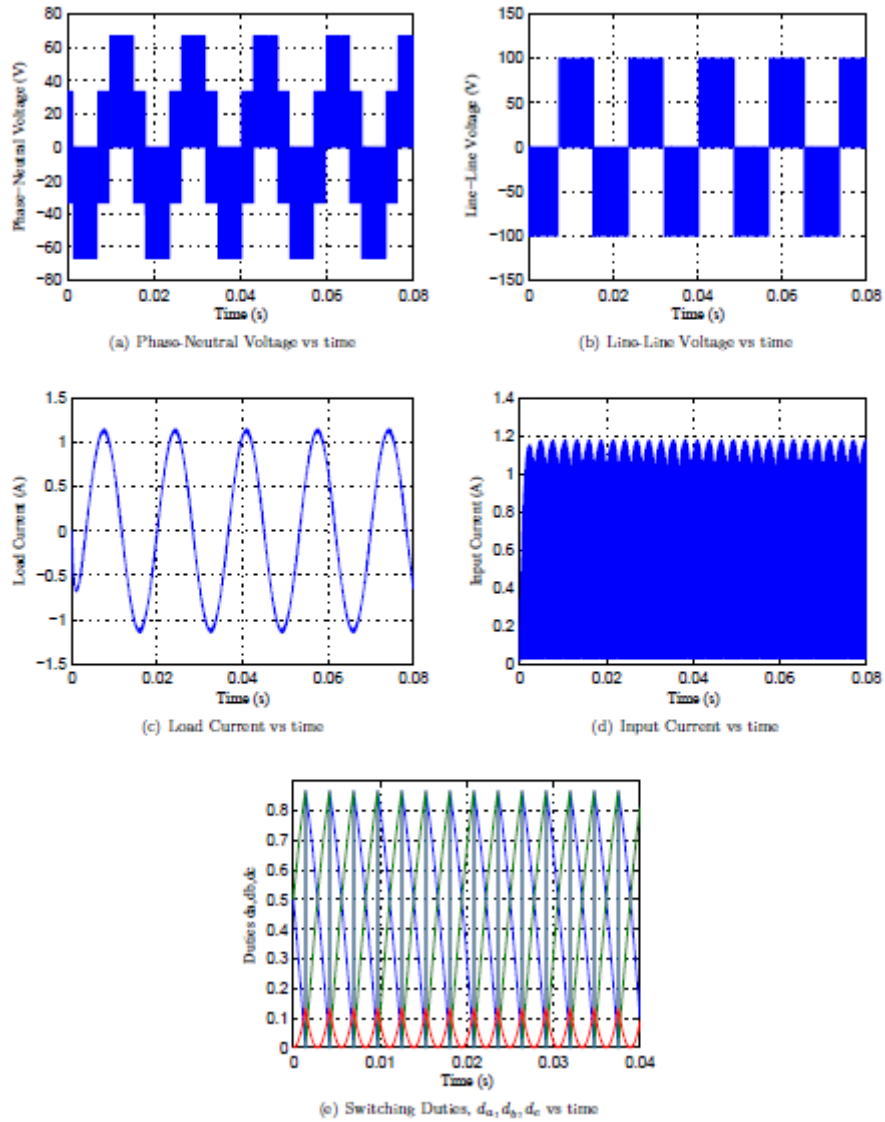 80
60
40
20
0
−20
−40
−60
−80
Phase–Neutral Voltage (V)
0 0.02 0.04 0.06 0.08
Time (s)
(a) Phase-Neutral Voltage vs time
150
100
50
0
−50
−100
−150
Line–Line Voltage (V)
0 0.02 0.04 0.06 0.08
Time (s)
(b) Line-Line Voltage vs time
1.5
1
0.5
0
−0.5
−1
−1.5
Load Current (A)
0 0.02 0.04 0.06 0.08
Time (s)
(c) Load Current vs time
1.4
1.2
1
0.8
0.6
0.4
0.2
0
Input Current (A)
0 0.02 0.04 0.06 0.08
Time (s)
(d) Input Current vs time
0.8
0.7
0.6
0.5
0.4
0.3
0.2
0.1
0
Duties da,db,dc
0 0.01 0.02 0.03 0.04
Time (s)
(e) Switching Duties, da, db, dc vs time